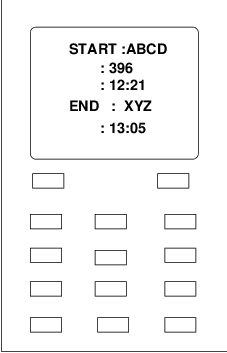 START :ABCD
: 396
: 12:21
END : XYZ
: 13:05